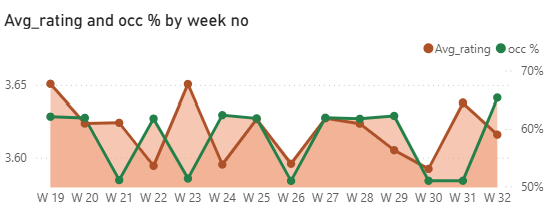 Avg_rating and occ % by week no
Avg_rating occ %
3.65 70%
60%
3.60
50%
W 19 W 20 W 21 W 22 W 23 W 24 W 25 W 26 W 27 W 28 W 29 W 30 W 31 W 32